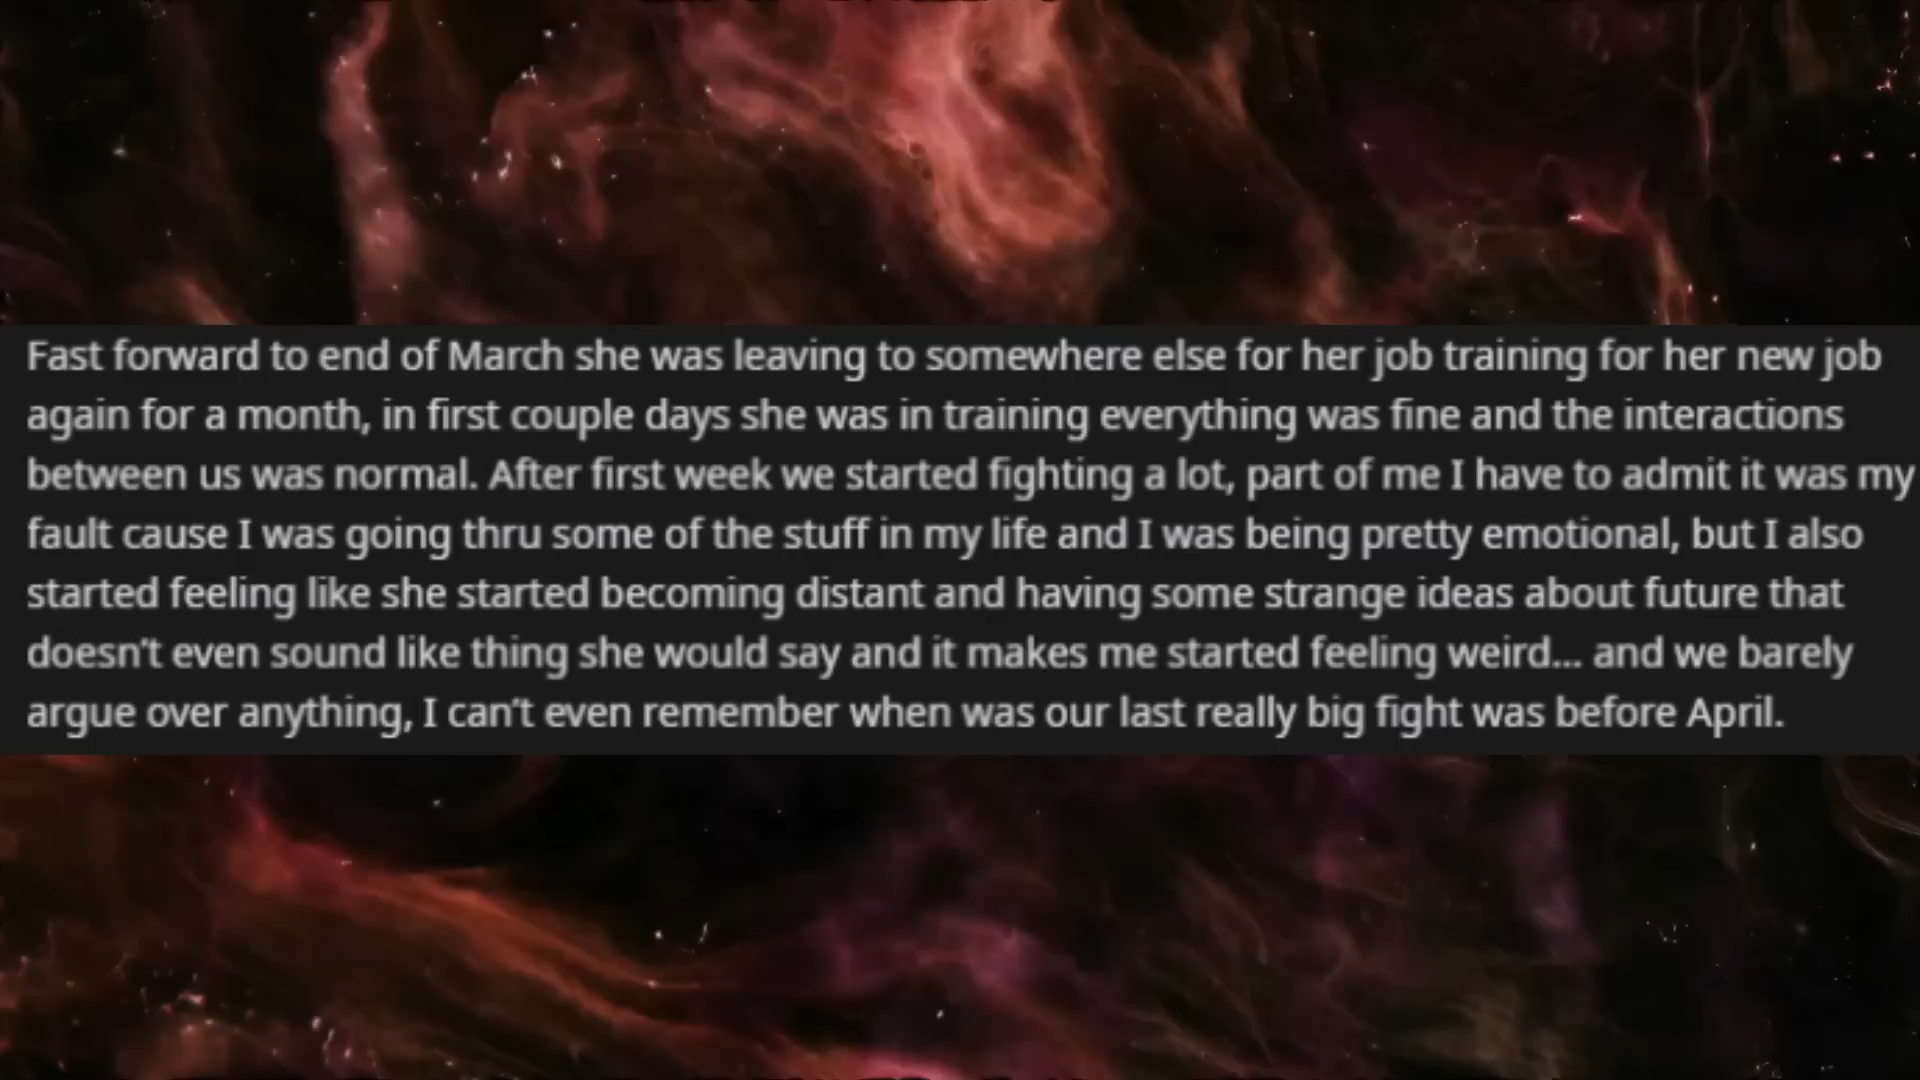 Fast forward to end of March she was leaving to somewhere else for her job training for her new job
again for a month, in first couple days she was in training everything was fine and the interactions
between us was normal. After first week we started fighting a lot, part of me I have to admit it was my
fault cause I was going thru some of the stuff in my life and I was being pretty emotional, but I also
started feeling like she started becoming distant and having some strange ideas about future that
doesn't even sound like thing she would say and it makes me started feeling weird... and we barely
argue over anything, I can't even remember when was our last really big fight was before April.